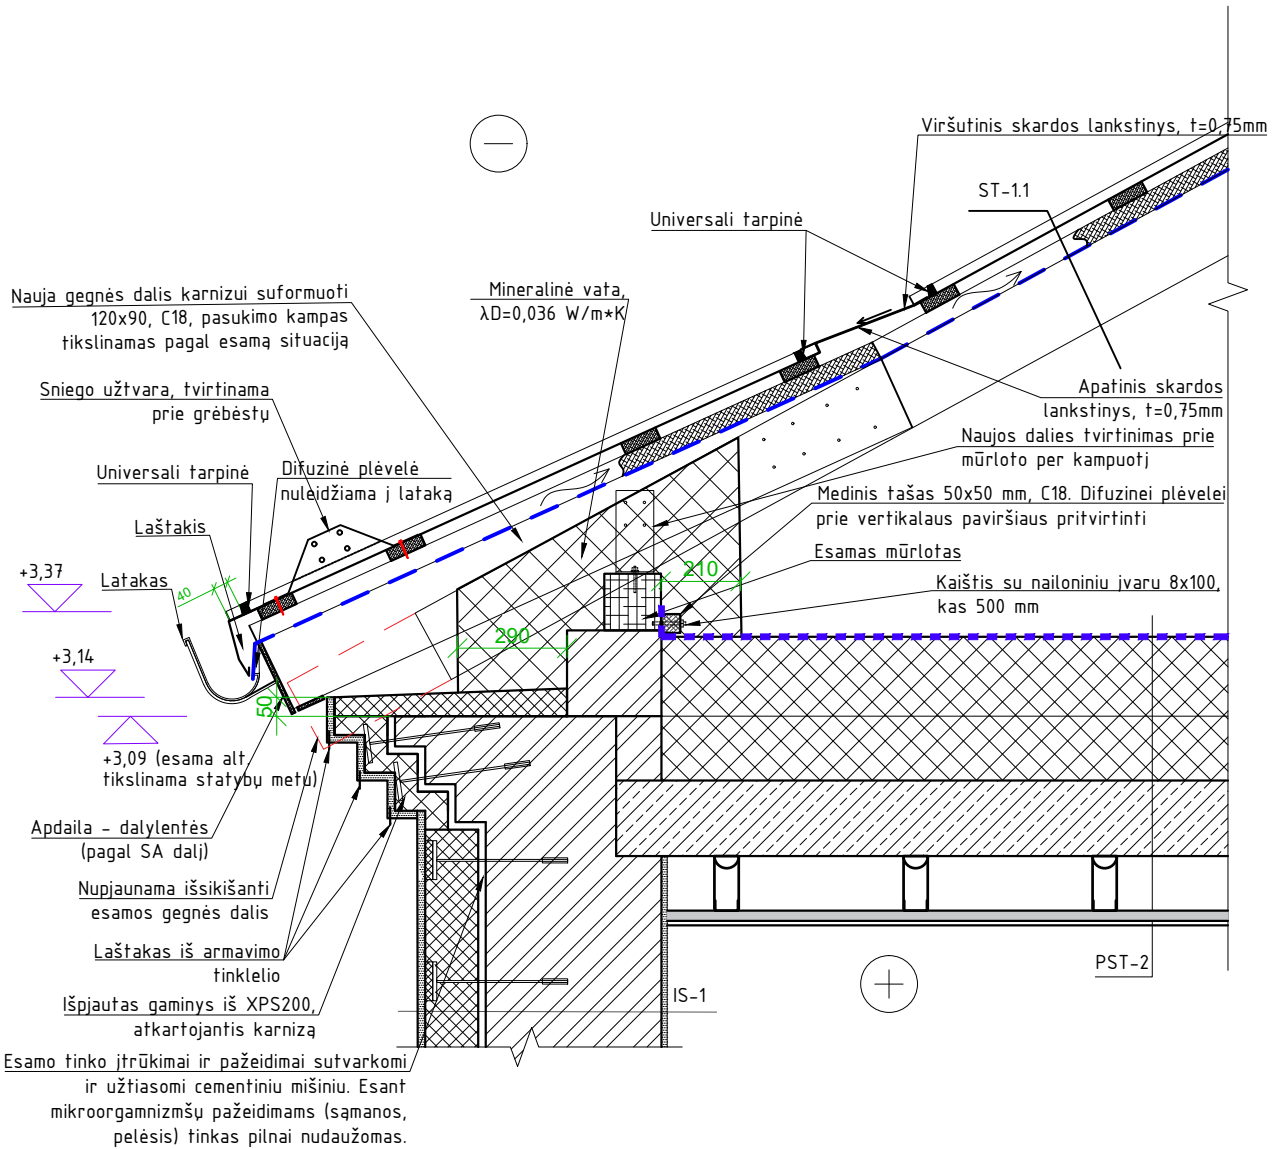 Viršutinis skardos lankstinys, t=0,75mm
ST-1.1
Universali tarpinė
Mineralinė vata,
λD=0,036 W/m*K
Nauja gegnės dalis karnizui suformuoti
120x90, C18, pasukimo kampas
tikslinamas pagal esamą situaciją
Sniego užtvara, tvirtinama
prie grėbėstų
Universali tarpinė
Difuzinė plėvelė
nuleidžiama į lataką
Laštakis
Latakas
+3,37
40
+3,14
50
+3,09 (esama alt.
tikslinama statybų metu)
290
210
Apatinis skardos
lankstinys, t=0,75mm
Naujos dalies tvirtinimas prie
mūrloto per kampuotį
Medinis tašas 50x50 mm, C18. Difuzinei plėvelei
prie vertikalaus paviršiaus pritvirtinti
Esamas mūrlotas
Kaištis su nailoniniu įvaru 8x100,
kas 500 mm
Apdaila - dalylentės
(pagal SA dalį)
Nupjaunama išsikišanti
esamos gegnės dalis
Laštakas iš armavimo
tinklelio
Išpjautas gaminys iš XPS200,
atkartojantis karnizą
Esamo tinko įtrūkimai ir pažeidimai sutvarkomi
ir užtiasomi cementiniu mišiniu. Esant
mikroorgamnizmšų pažeidimams (sąmanos,
pelėsis) tinkas pilnai nudaužomas.
IS-1
PST-2